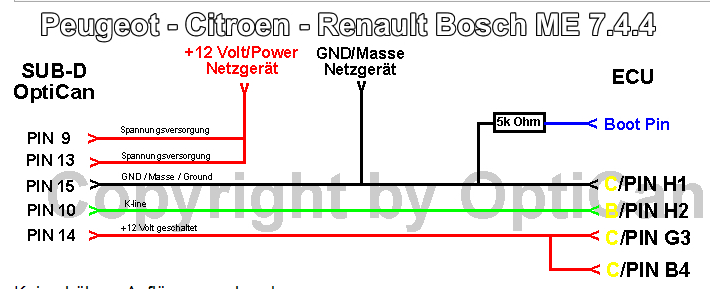 Peugeot - Citroen - Renault Bosch ME 7.4.4
+12 Volt/Power
Netzgerät
GND/Masse
Netzgerät
SUB-D
OptiCan
ECU
5k Ohm
Boot Pin
PIN 9
Spannungsversorgung
PIN 13
Spannungsversorgung
PIN 15
GND / Masse / Ground
C/PIN H1
PIN 10
K-line
B/PIN H2
PIN 14
+12 Volt geschaltet
C/PIN G3
C/PIN B4
Copyright by OptiCan